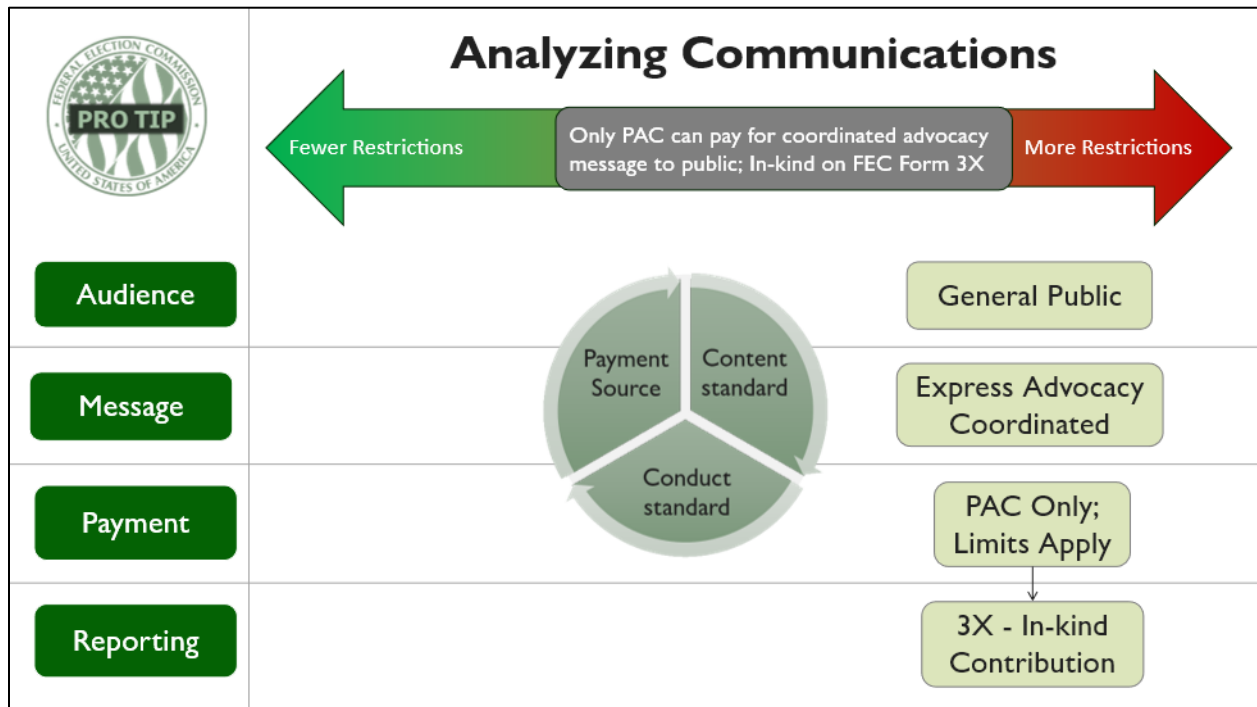 Analyzing Communications
FEDERAL ELECTION COMMISSION
PRO TIP
UNITED STATES OF AMERICA
Fewer Restrictions
Only PAC can pay for coordinated advocacy
message to public; In-kind on FEC Form 3X
More Restrictions
Audience
General Public
Message
Payment
Source
Content
standard
Conduct
standard
Express Advocacy
Coordinated
Payment
PAC Only;
Limits Apply
Reporting
3X - In-kind
Contribution